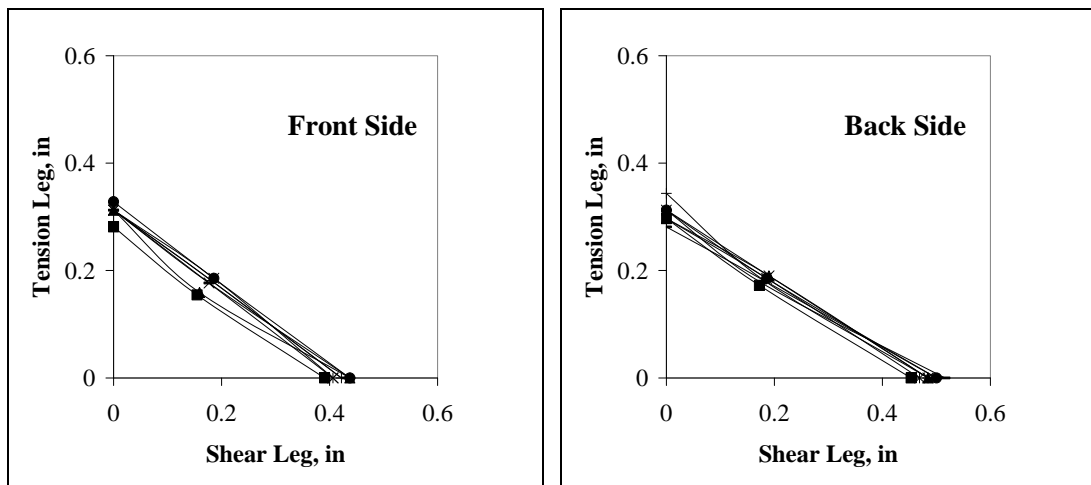 0.6
Front Side
0.4
0.2
0
0 0.2 0.4 0.6
Tension Leg, in
Shear Leg, in
0.6
Back Side
0.4
0.2
0
0 0.2 0.4 0.6
Tension Leg, in
Shear Leg, in